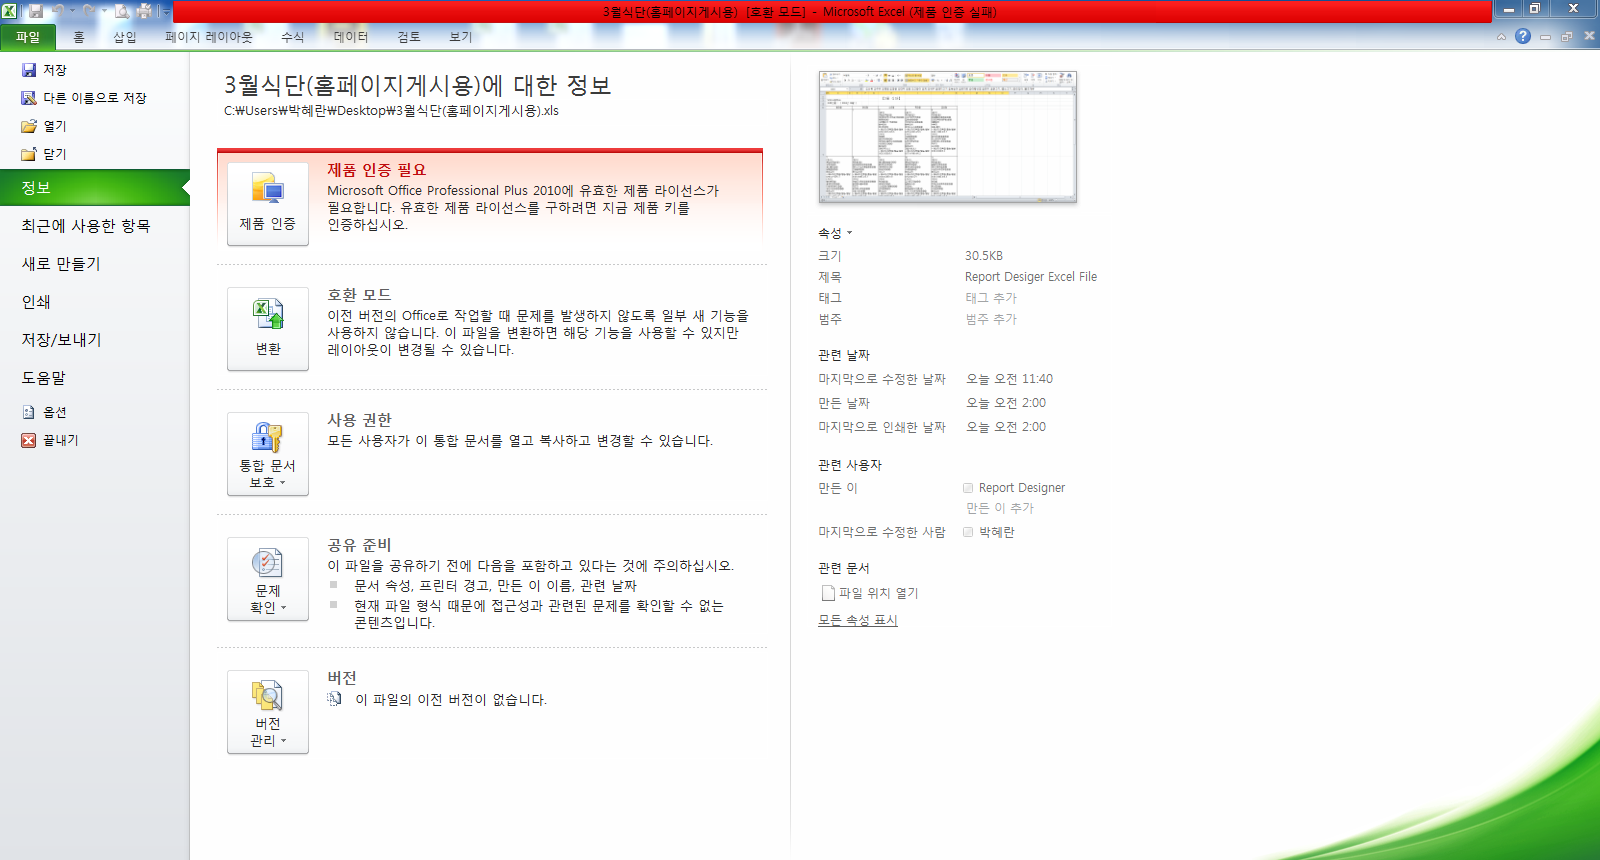 3월식단(홈페이지게시용) [호환 모드] - Microsoft Excel (제품 인증 실패)
파일 홈 삽입 페이지 레이아웃 수식 데이터 검토 보기
저장
다른 이름으로 저장
열기
닫기
정보
최근에 사용한 항목
새로 만들기
인쇄
저장/보내기
도움말
옵션
끝내기
3월식단(홈페이지게시용)에 대한 정보
C:₩Users₩박혜란₩Desktop₩3월식단(홈페이지게시용).xls
제품 인증
제품 인증 필요
Microsoft Office Professional Plus 2010에 유효한 제품 라이선스가
필요합니다. 유효한 제품 라이선스를 구하려면 지금 제품 키를
인증하십시오.
변환
호환 모드
이전 버전의 Office로 작업할 때 문제를 발생하지 않도록 일부 새 기능을
사용하지 않습니다. 이 파일을 변환하면 해당 기능을 사용할 수 있지만
레이아웃이 변경될 수 있습니다.
통합 문서
보호
사용 권한
모든 사용자가 이 통합 문서를 열고 복사하고 변경할 수 있습니다.
문제
확인
공유 준비
이 파일을 공유하기 전에 다음을 포함하고 있다는 것에 주의하십시오.
문서 속성, 프린터 경고, 만든 이 이름, 관련 날짜
현재 파일 형식 때문에 접근성과 관련된 문제를 확인할 수 없는
콘텐츠입니다.
버전
관리
버전
이 파일의 이전 버전이 없습니다.
속성
크기 30.5KB
제목 Report Desiger Excel File
태그 태그 추가
범주 범주 추가
관련 날짜
마지막으로 수정한 날짜 오늘 오전 11:40
만든 날짜 오늘 오전 2:00
마지막으로 인쇄한 날짜 오늘 오전 2:00
관련 사용자
만든 이 Report Designer
만든 이 추가
마지막으로 수정한 사람 박혜란
관련 문서
파일 위치 열기
모든 속성 표시